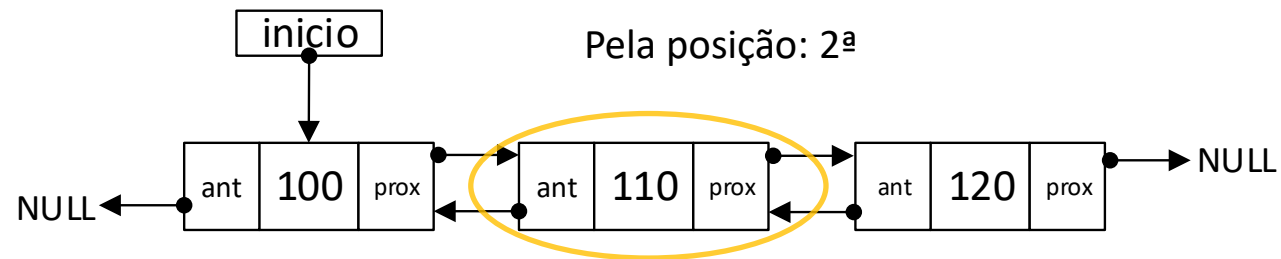 inicio
Pela posição: 2ª
NULL ant 100 prox ant 110 prox ant 120 prox NULL